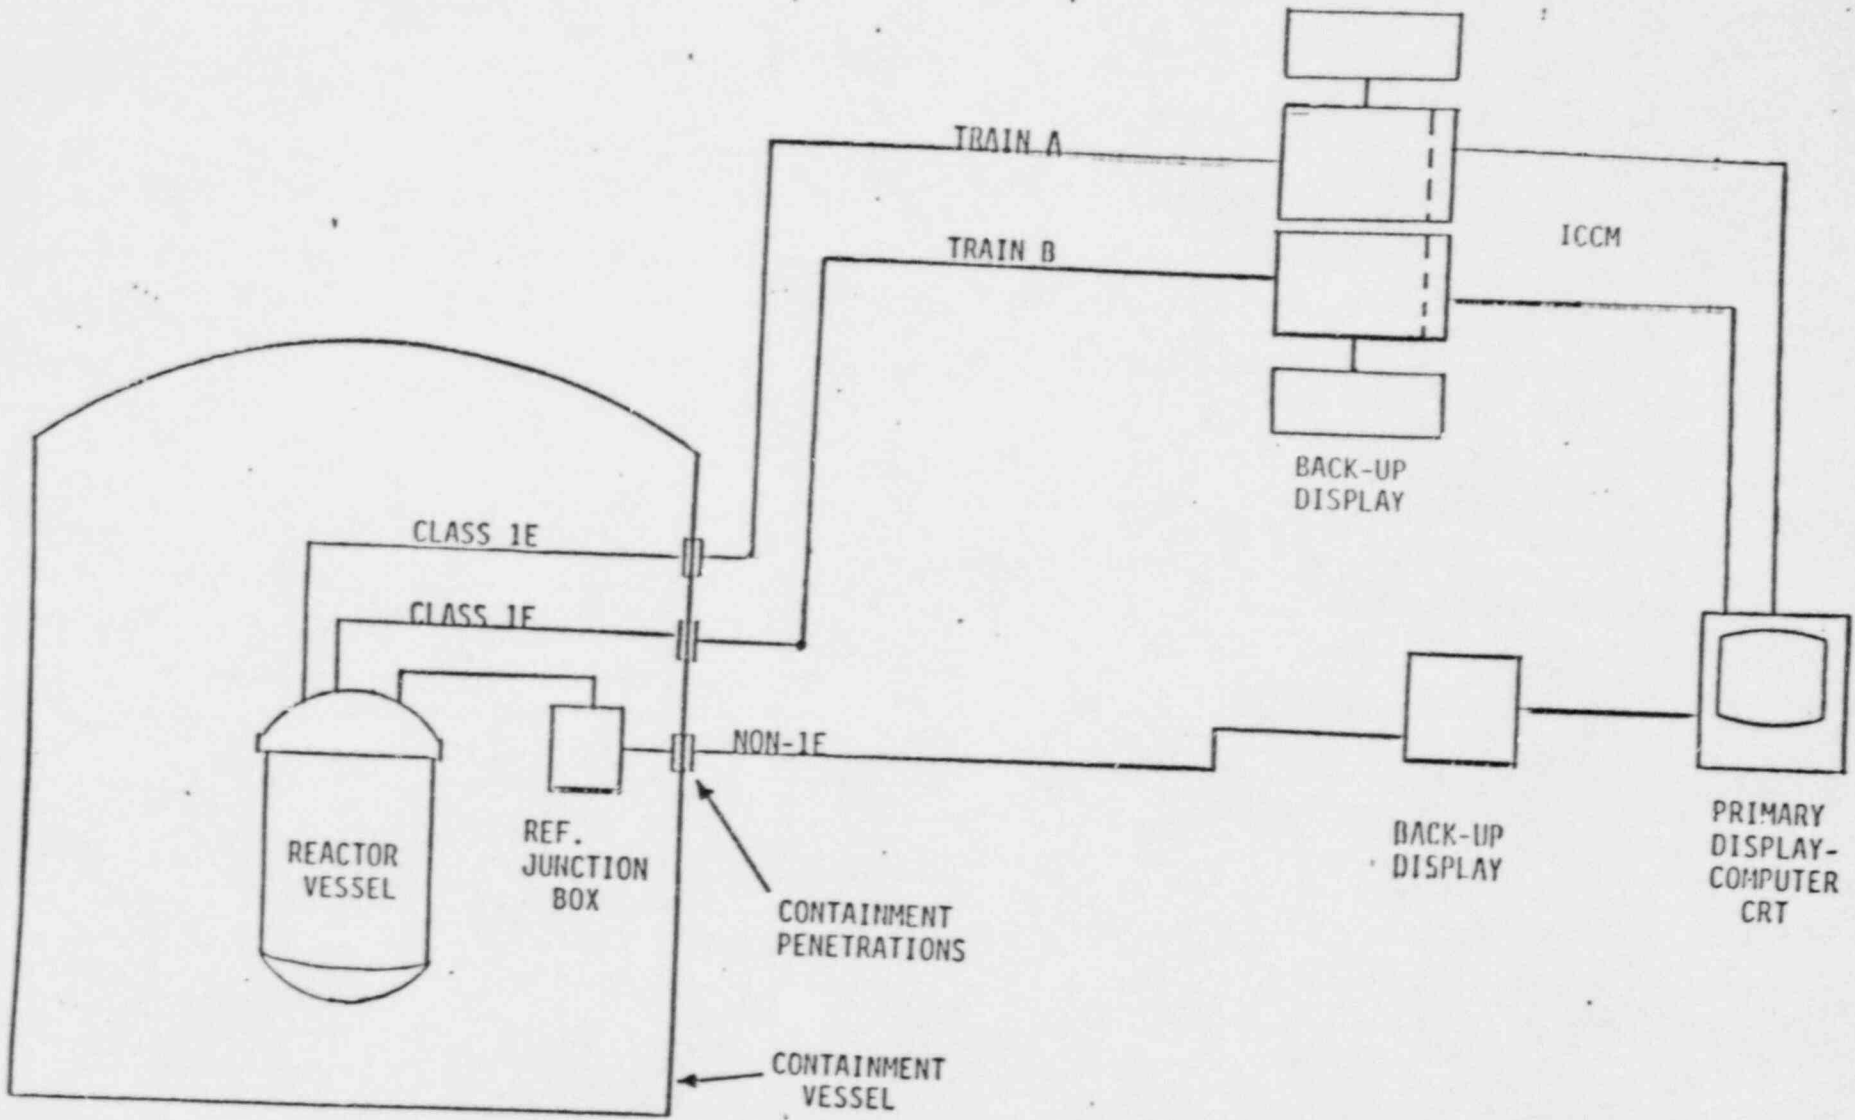 TRAIN A
TRAIN B
ICCM
BACK-UP
DISPLAY
CLASS 1E
CLASS 1E
NON-1E
REACTOR
VESSEL
REF.
JUNCTION
BOX
CONTAINMENT
PENETRATIONS
CONTAINMENT
VESSEL
BACK-UP
DISPLAY
PRIMARY
DISPLAY-
COMPUTER
CRT